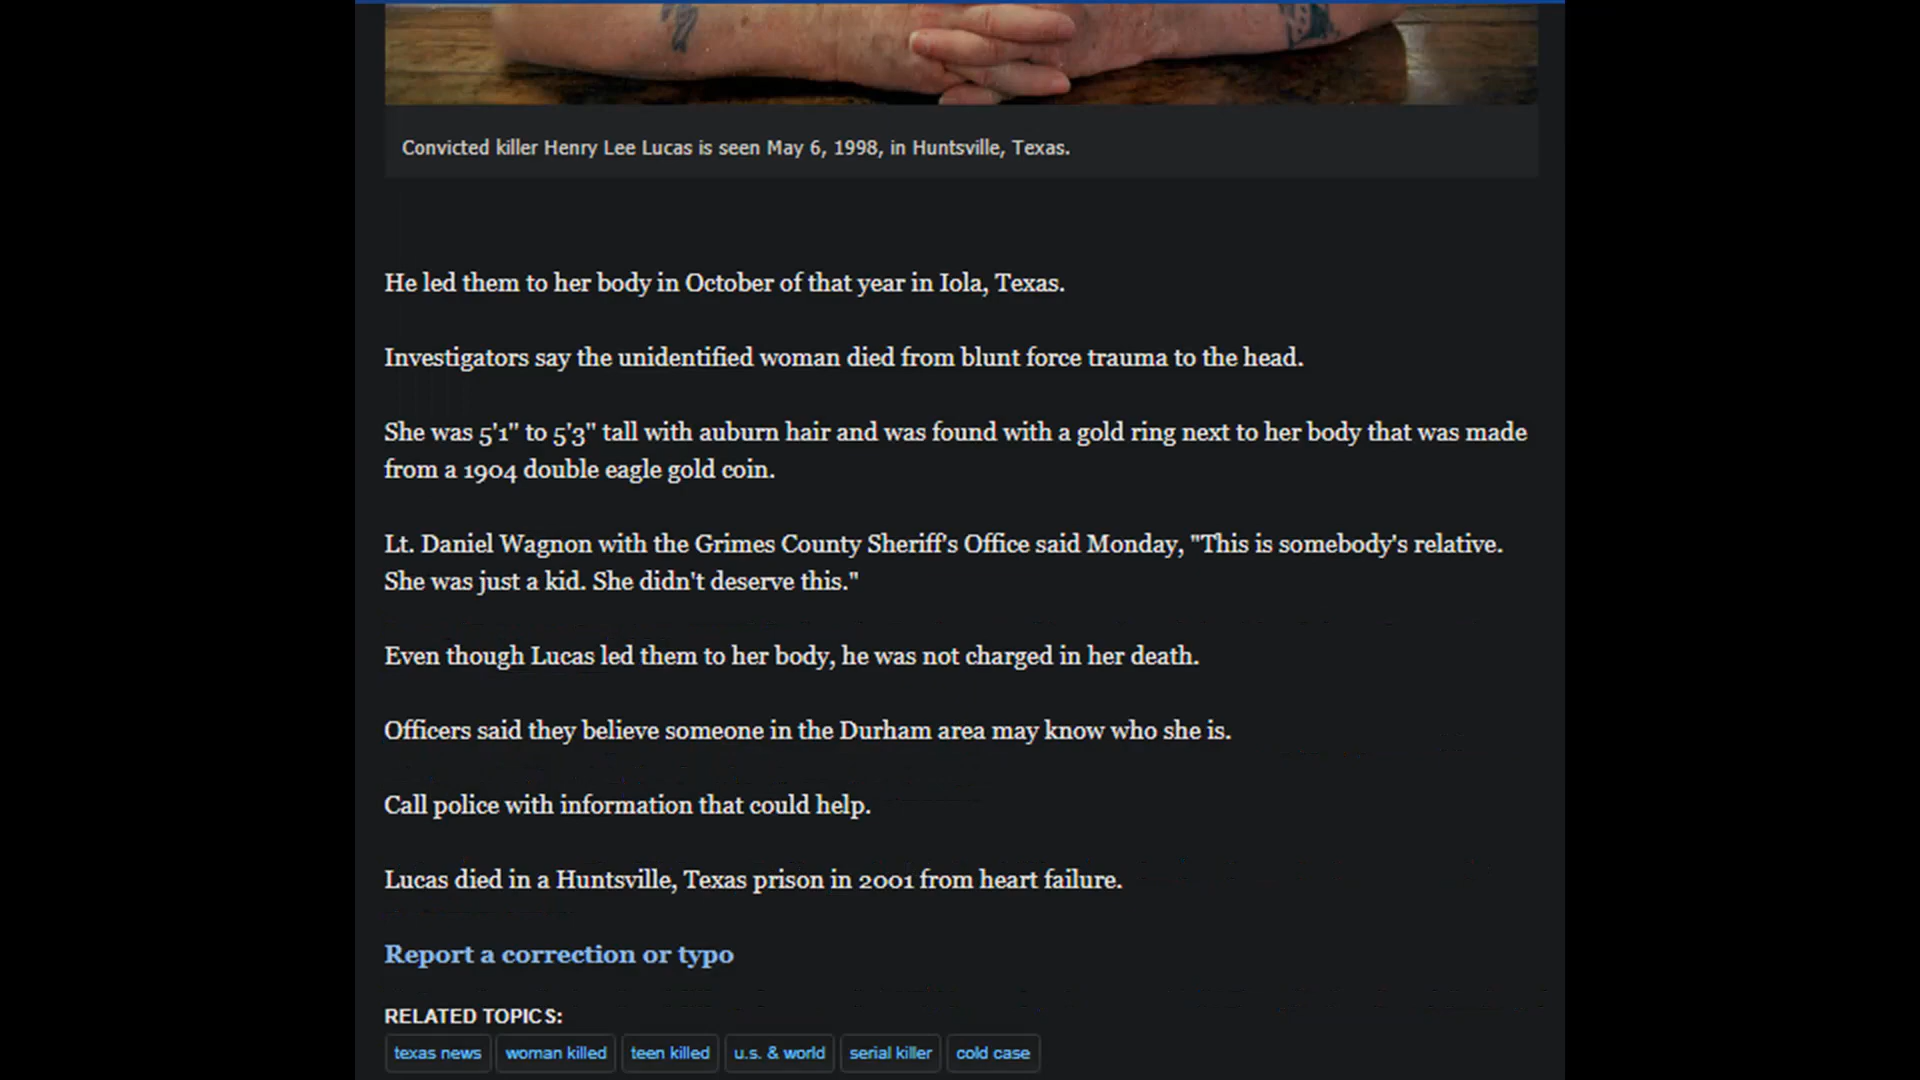 Convicted killer Henry Lee Lucas is seen May 6, 1998, in Huntsville, Texas.
He led them to her body in October of that year in Iola, Texas.
Investigators say the unidentified woman died from blunt force trauma to the head.
She was 5'1" to 5'3" tall with auburn hair and was found with a gold ring next to her body that was made
from a 1904 double eagle gold coin.
Lt. Daniel Wagnon with the Grimes County Sheriff's Office said Monday, "This is somebody's relative.
She was just a kid. She didn't deserve this."
Even though Lucas led them to her body, he was not charged in her death.
Officers said they believe someone in the Durham area may know who she is.
Call police with information that could help.
Lucas died in a Huntsville, Texas prison in 2001 from heart failure.
Report a correction or typo
RELATED TOPICS:
texas news woman killed teen killed u.s. & world serial killer cold case